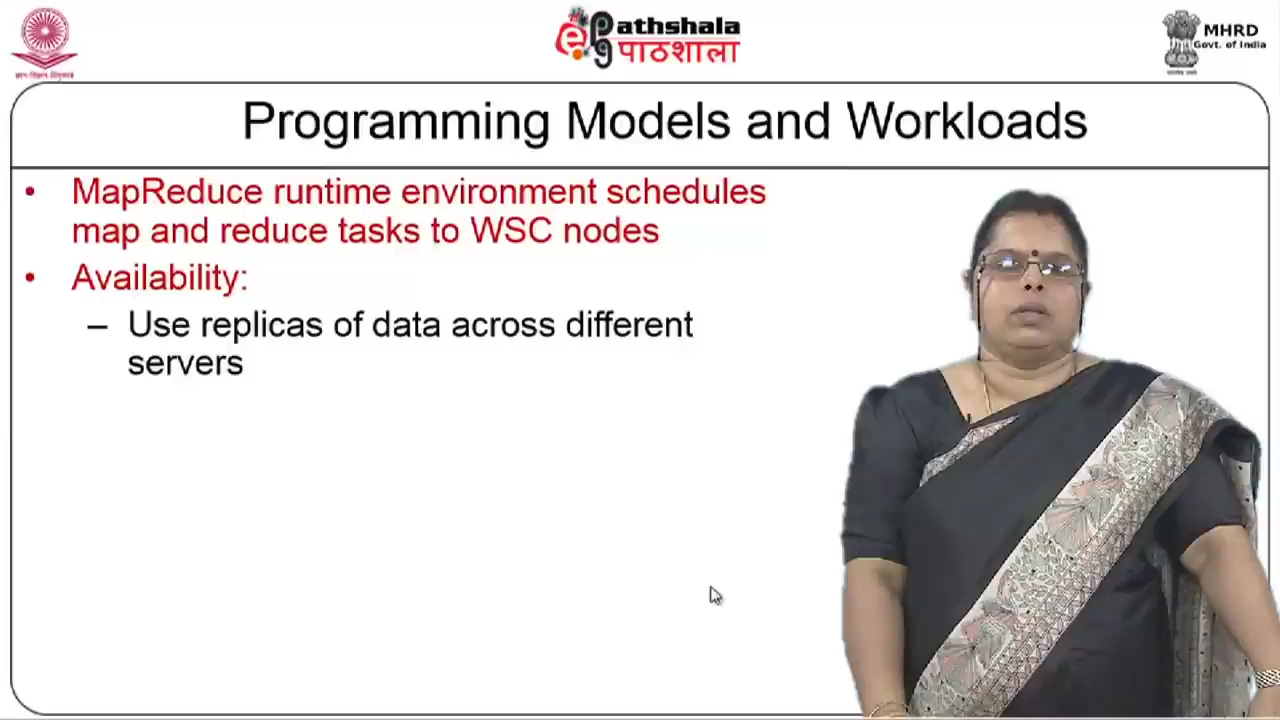 ePathshala
पाठशाला
MHRD
Govt. of India
Programming Models and Workloads
• MapReduce runtime environment schedules
map and reduce tasks to WSC nodes
• Availability:
– Use replicas of data across different
servers